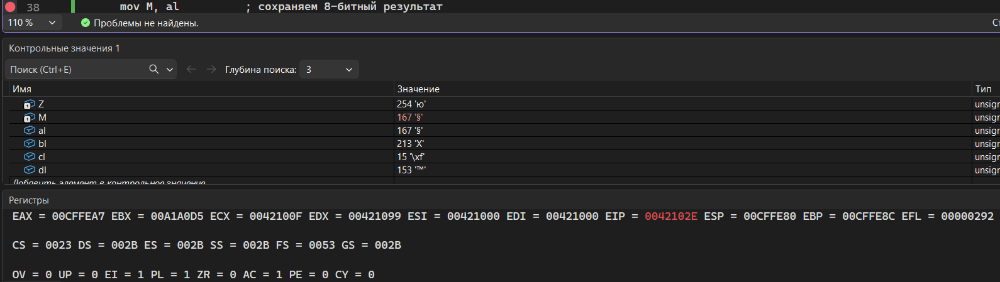 38 mov M, al ; сохраняем 8-битный результат
110 % Проблемы не найдены. Ст
Контрольные значения 1
Поиск (Ctrl+E) Глубина поиска: 3
Имя Значение Тип
Z 254 'ю' unsigr
M 167 '§' unsigr
al 167 '§' unsigr
bl 213 'Х' unsigr
cl 15 '\xf' unsigr
dl 153 '™' unsigr
Добавить элемент в контрольное значение
Регистры
EAX = 00CFFEA7 EBX = 00A1A0D5 ECX = 0042100F EDX = 00421099 ESI = 00421000 EDI = 00421000 EIP = 0042102E ESP = 00CFFE80 EBP = 00CFFE8C EFL = 00000292
CS = 0023 DS = 002B ES = 002B SS = 002B FS = 0053 GS = 002B
OV = 0 UP = 0 EI = 1 PL = 1 ZR = 0 AC = 1 PE = 0 CY = 0